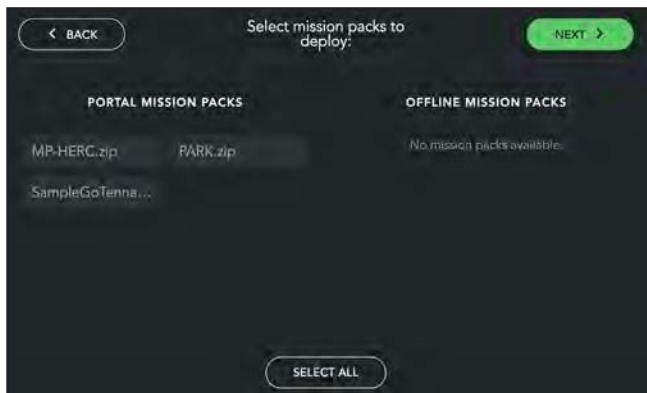 BACK
Select mission packs to
deploy:
NEXT
PORTAL MISSION PACKS
OFFLINE MISSION PACKS
MP-HERC.zip
PARK.zip
No mission packs available.
SampleGoTenna...
SELECT ALL